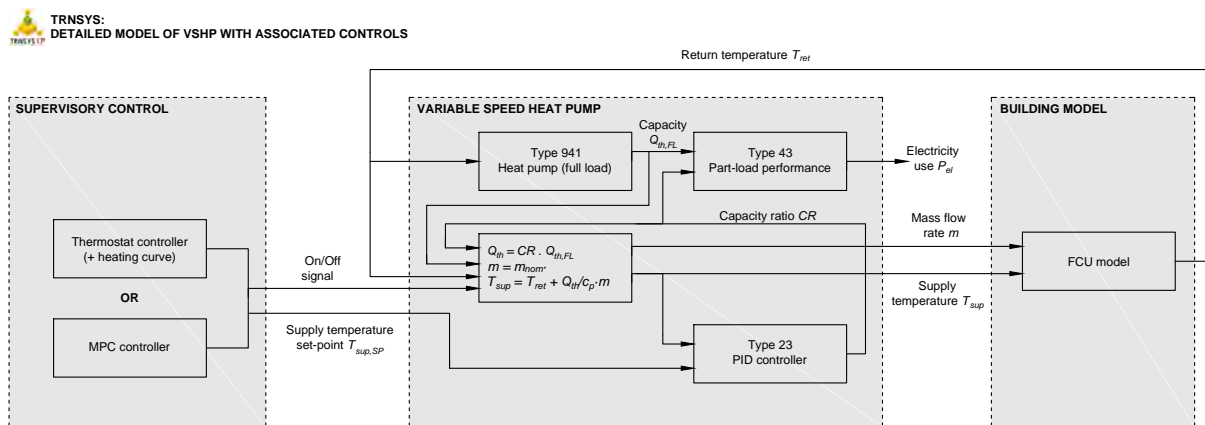 TRNSYS:
DETAILED MODEL OF VSHP WITH ASSOCIATED CONTROLS
TRNSYS 17
Return temperature T_ret
SUPERVISORY CONTROL
Thermostat controller
(+ heating curve)
OR
MPC controller
On/Off
signal
Supply temperature
set-point T_sup,SP
VARIABLE SPEED HEAT PUMP
Type 941
Heat pump (full load)
Capacity
Q_th,FL
Type 43
Part-load performance
Capacity ratio CR
Q_th = CR . Q_th,FL
m = m_nom.
T_sup = T_ret + Q_th/c_p·m
Type 23
PID controller
Electricity
use P_el
Mass flow
rate m
Supply
temperature T_sup
BUILDING MODEL
FCU model